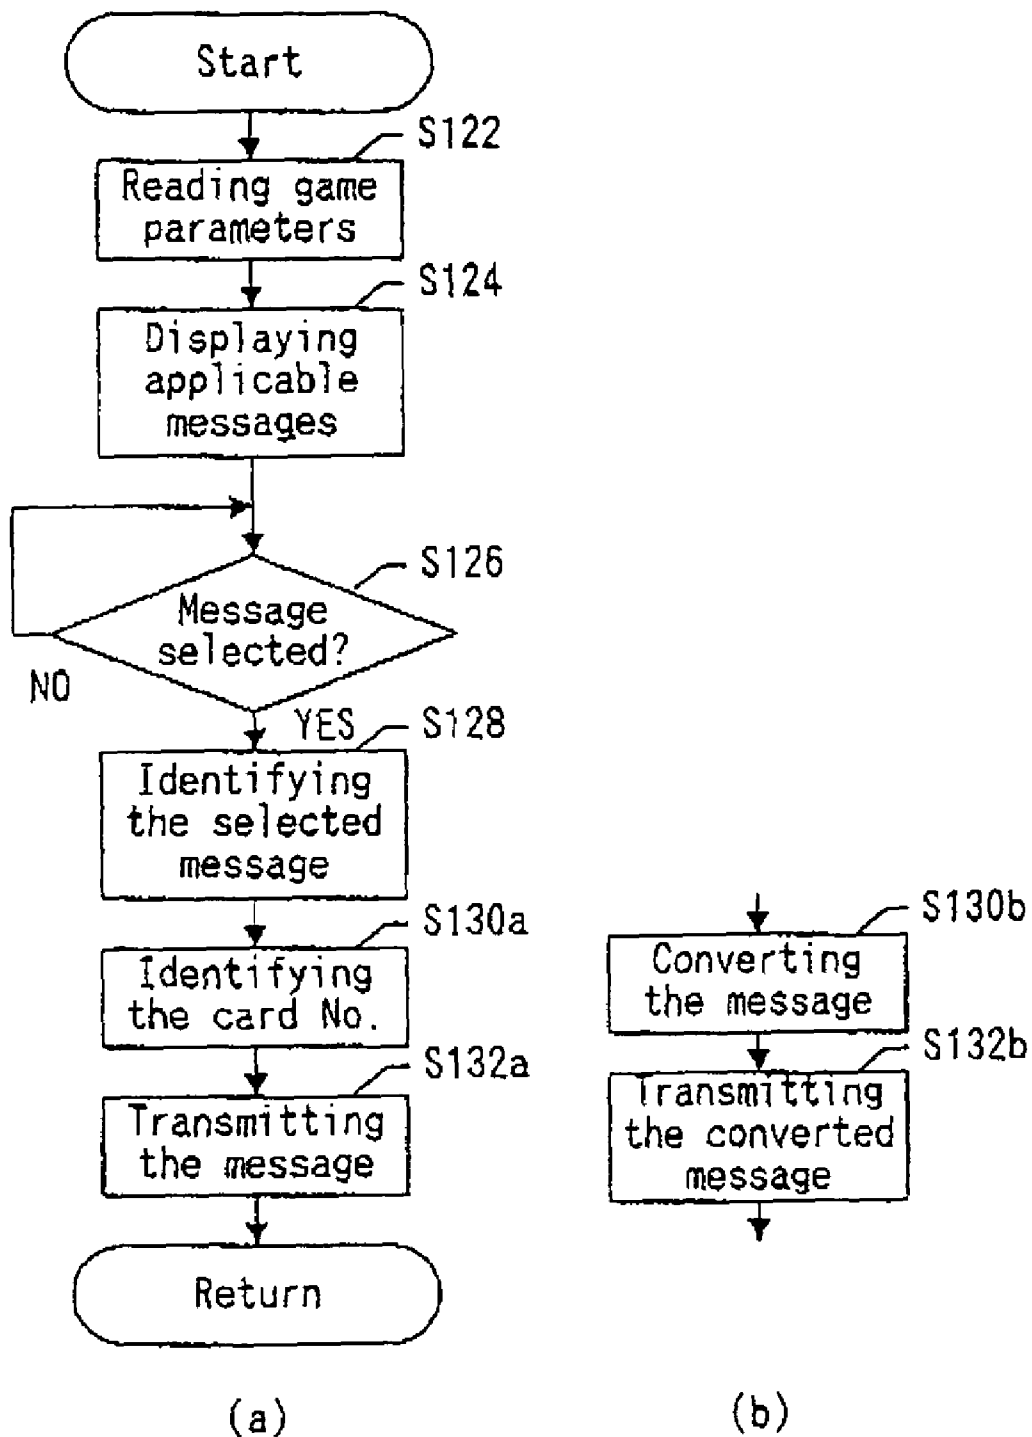 Start
S122
Reading game
parameters
S124
Displaying
applicable
messages
S126
Message
selected?
NO
YES
S128
Identifying
the selected
message
S130a
Identifying
the card No.
S132a
Transmitting
the message
Return
(a)
S130b
Converting
the message
S132b
Transmitting
the converted
message
(b)